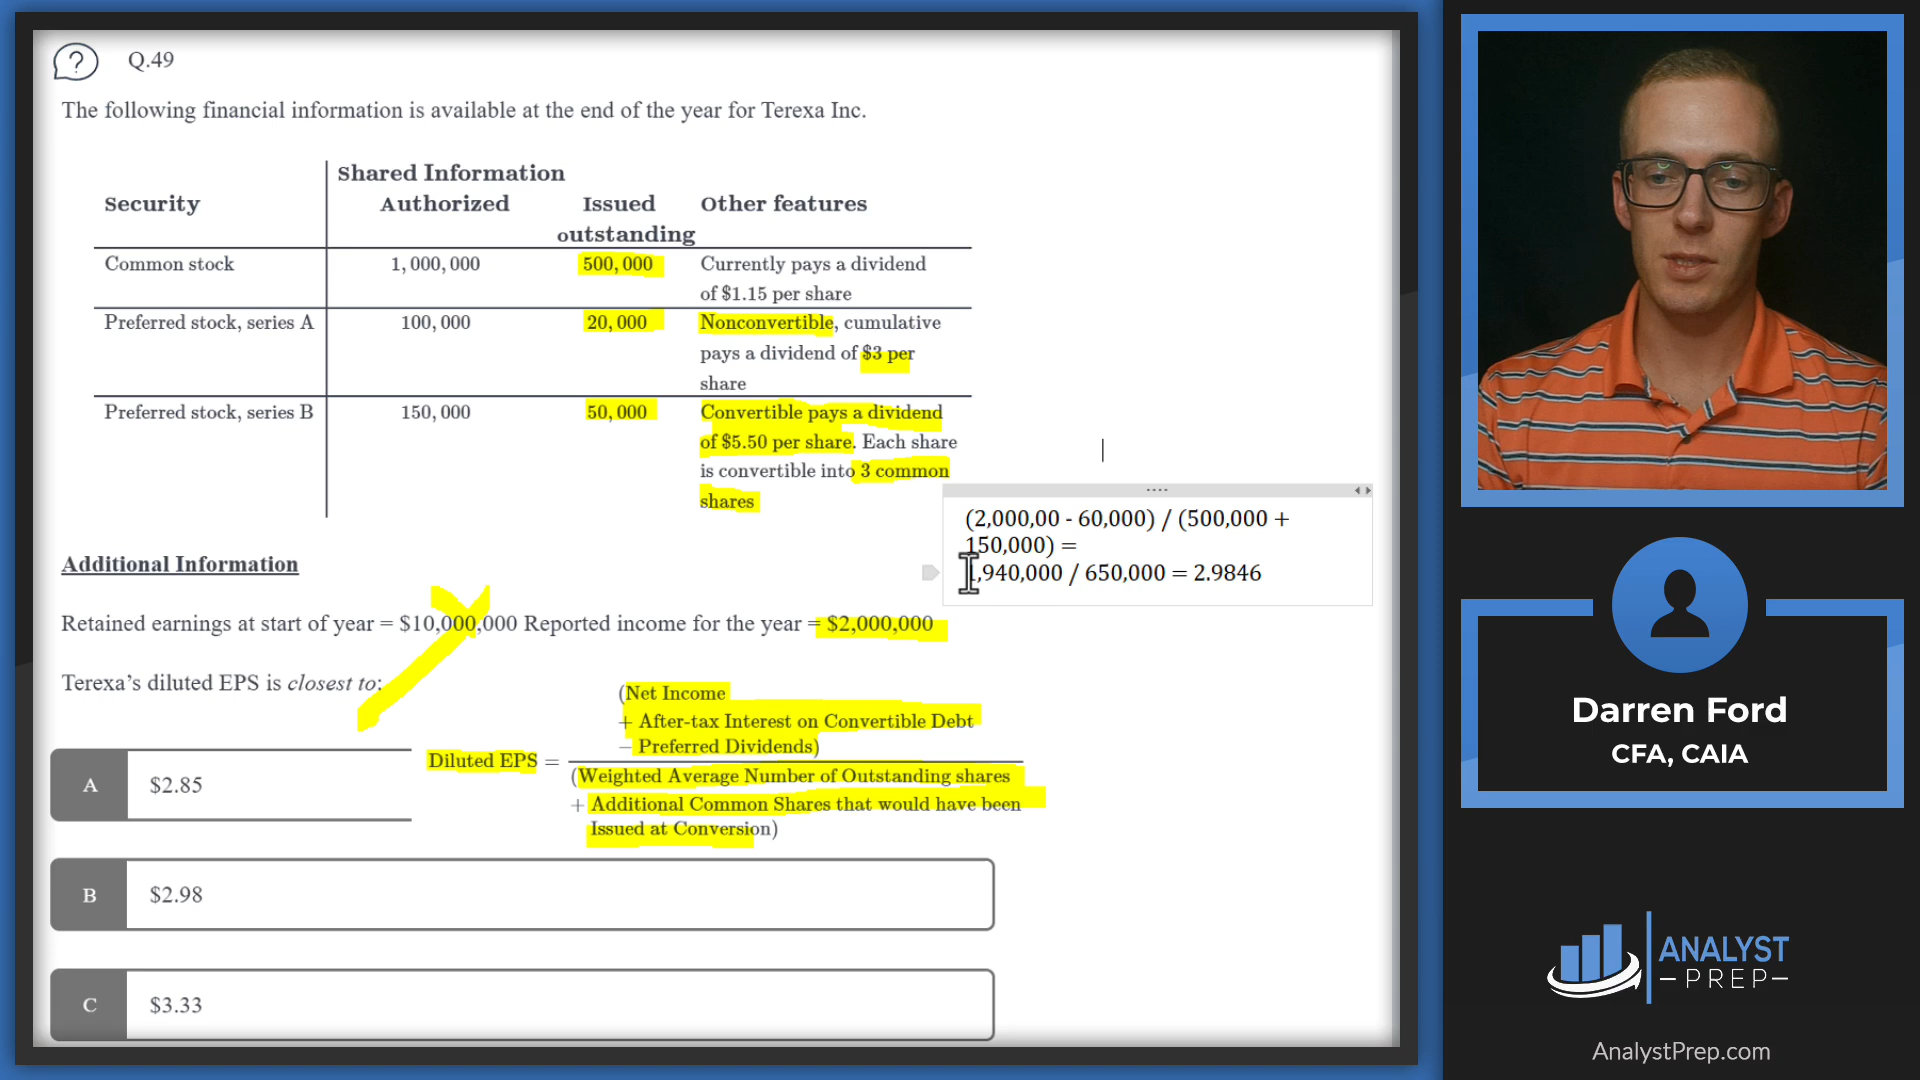 ?
Q.49
The following financial information is available at the end of the year for Terexa Inc.
Shared Information
Security Authorized Issued Other features
outstanding
Common stock 1,000,000 500,000 Currently pays a dividend
of $1.15 per share
Preferred stock, series A 100,000 20,000 Nonconvertible, cumulative
pays a dividend of $3 per
share
Preferred stock, series B 150,000 50,000 Convertible pays a dividend
of $5.50 per share. Each share
is convertible into 3 common
shares
(2,000,00 - 60,000) / (500,000 +
150,000) =
1,940,000 / 650,000 = 2.9846
Additional Information
Retained earnings at start of year = $10,000,000 Reported income for the year = $2,000,000
Terexa's diluted EPS is closest to:
(Net Income
+ After-tax Interest on Convertible Debt
− Preferred Dividends)
Diluted EPS =
(Weighted Average Number of Outstanding shares
+ Additional Common Shares that would have been
Issued at Conversion)
A $2.85
B $2.98
C $3.33
Darren Ford
CFA, CAIA
ANALYST
PREP
AnalystPrep.com